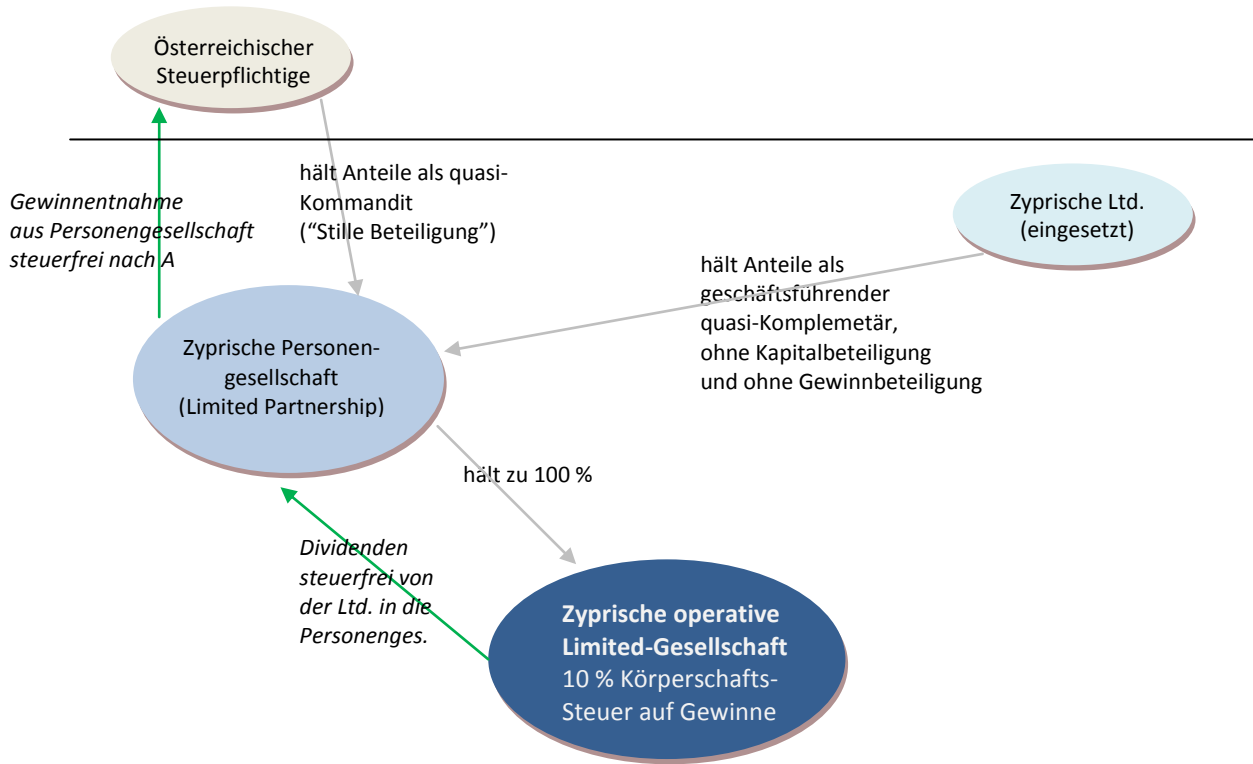 Österreichischer
Steuerpflichtige
hält Anteile als quasi-
Kommandit
(“Stille Beteiligung”)
Gewinnentnahme
aus Personengesellschaft
steuerfrei nach A
Zyprische Ltd.
(eingesetzt)
hält Anteile als
geschäftsführender
quasi-Komplemetär,
ohne Kapitalbeteiligung
und ohne Gewinnbeteiligung
Zyprische Personen-
gesellschaft
(Limited Partnership)
hält zu 100 %
Dividenden
steuerfrei von
der Ltd. in die
Personenges.
Zyprische operative
Limited-Gesellschaft
10 % Körperschafts-
Steuer auf Gewinne